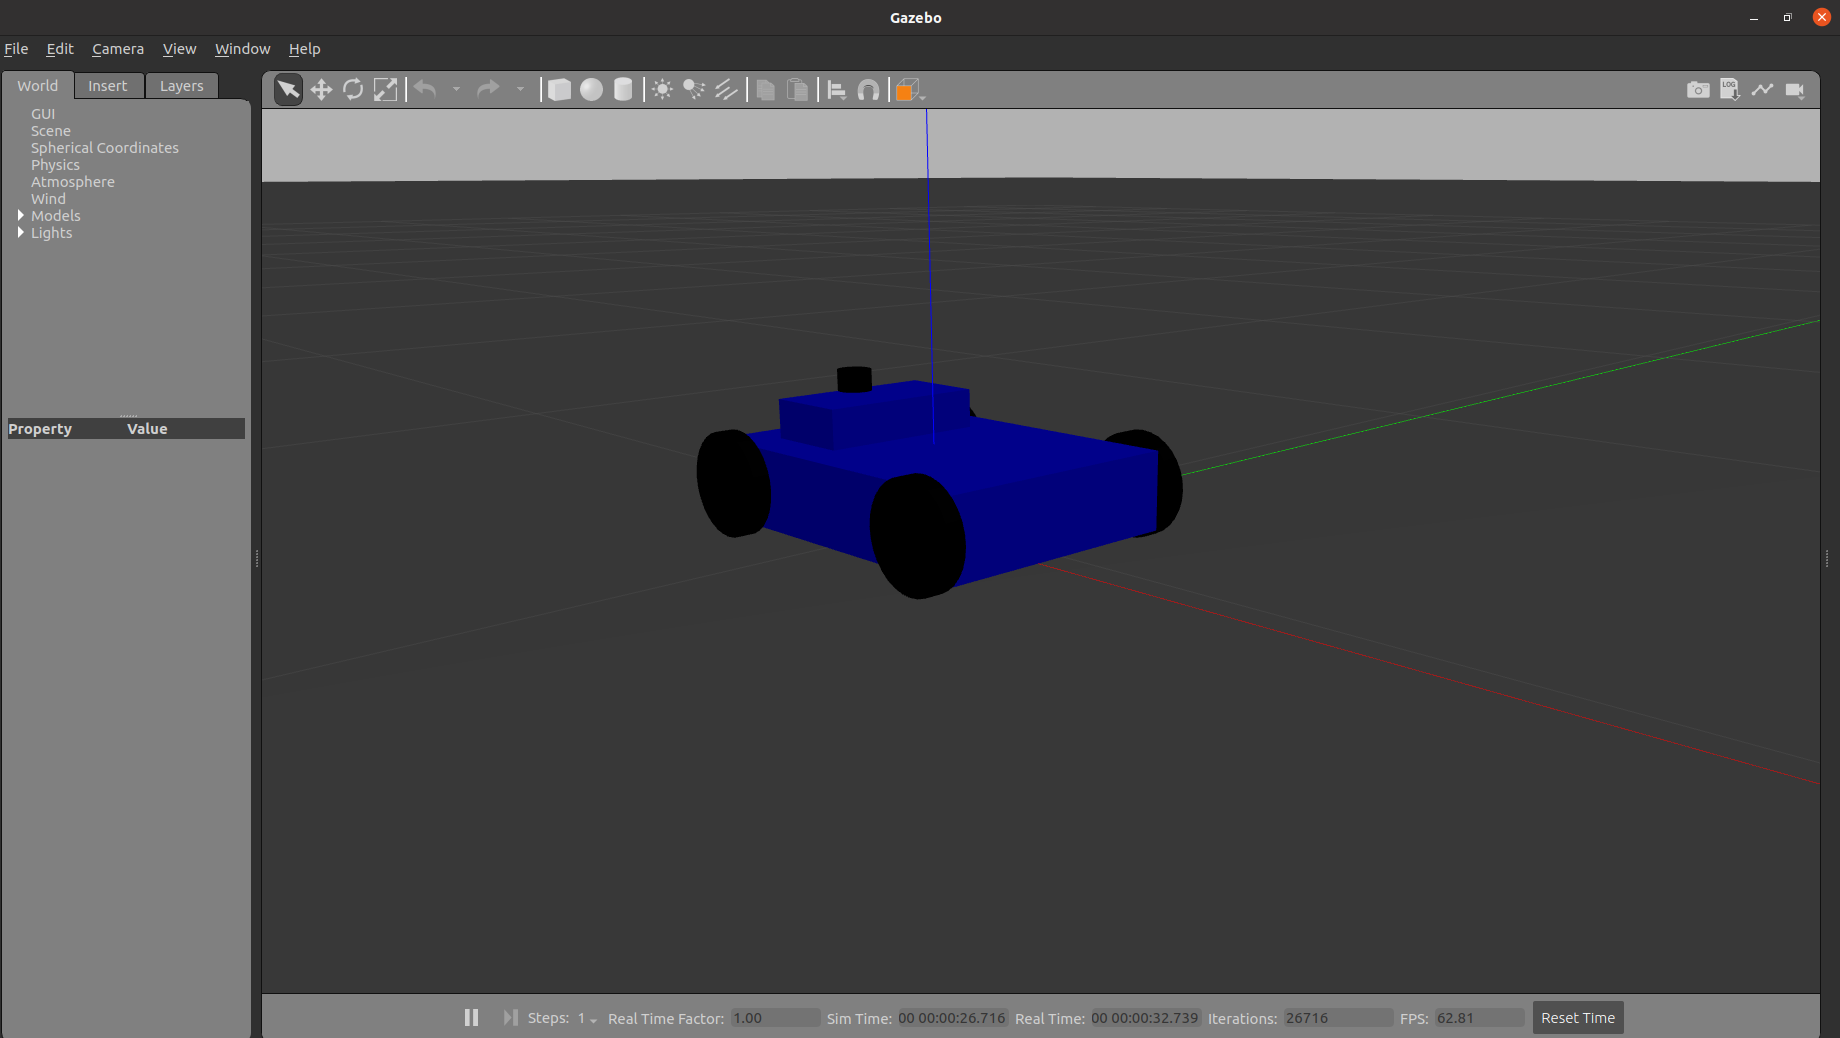 Gazebo
File Edit Camera View Window Help
World Insert Layers
LOG
GUI
Scene
Spherical Coordinates
Physics
Atmosphere
Wind
Models
Lights
Property Value
Steps: 1 Real Time Factor: 1.00 Sim Time: 00 00:00:26.716 Real Time: 00 00:00:32.739 Iterations: 26716 FPS: 62.81 Reset Time